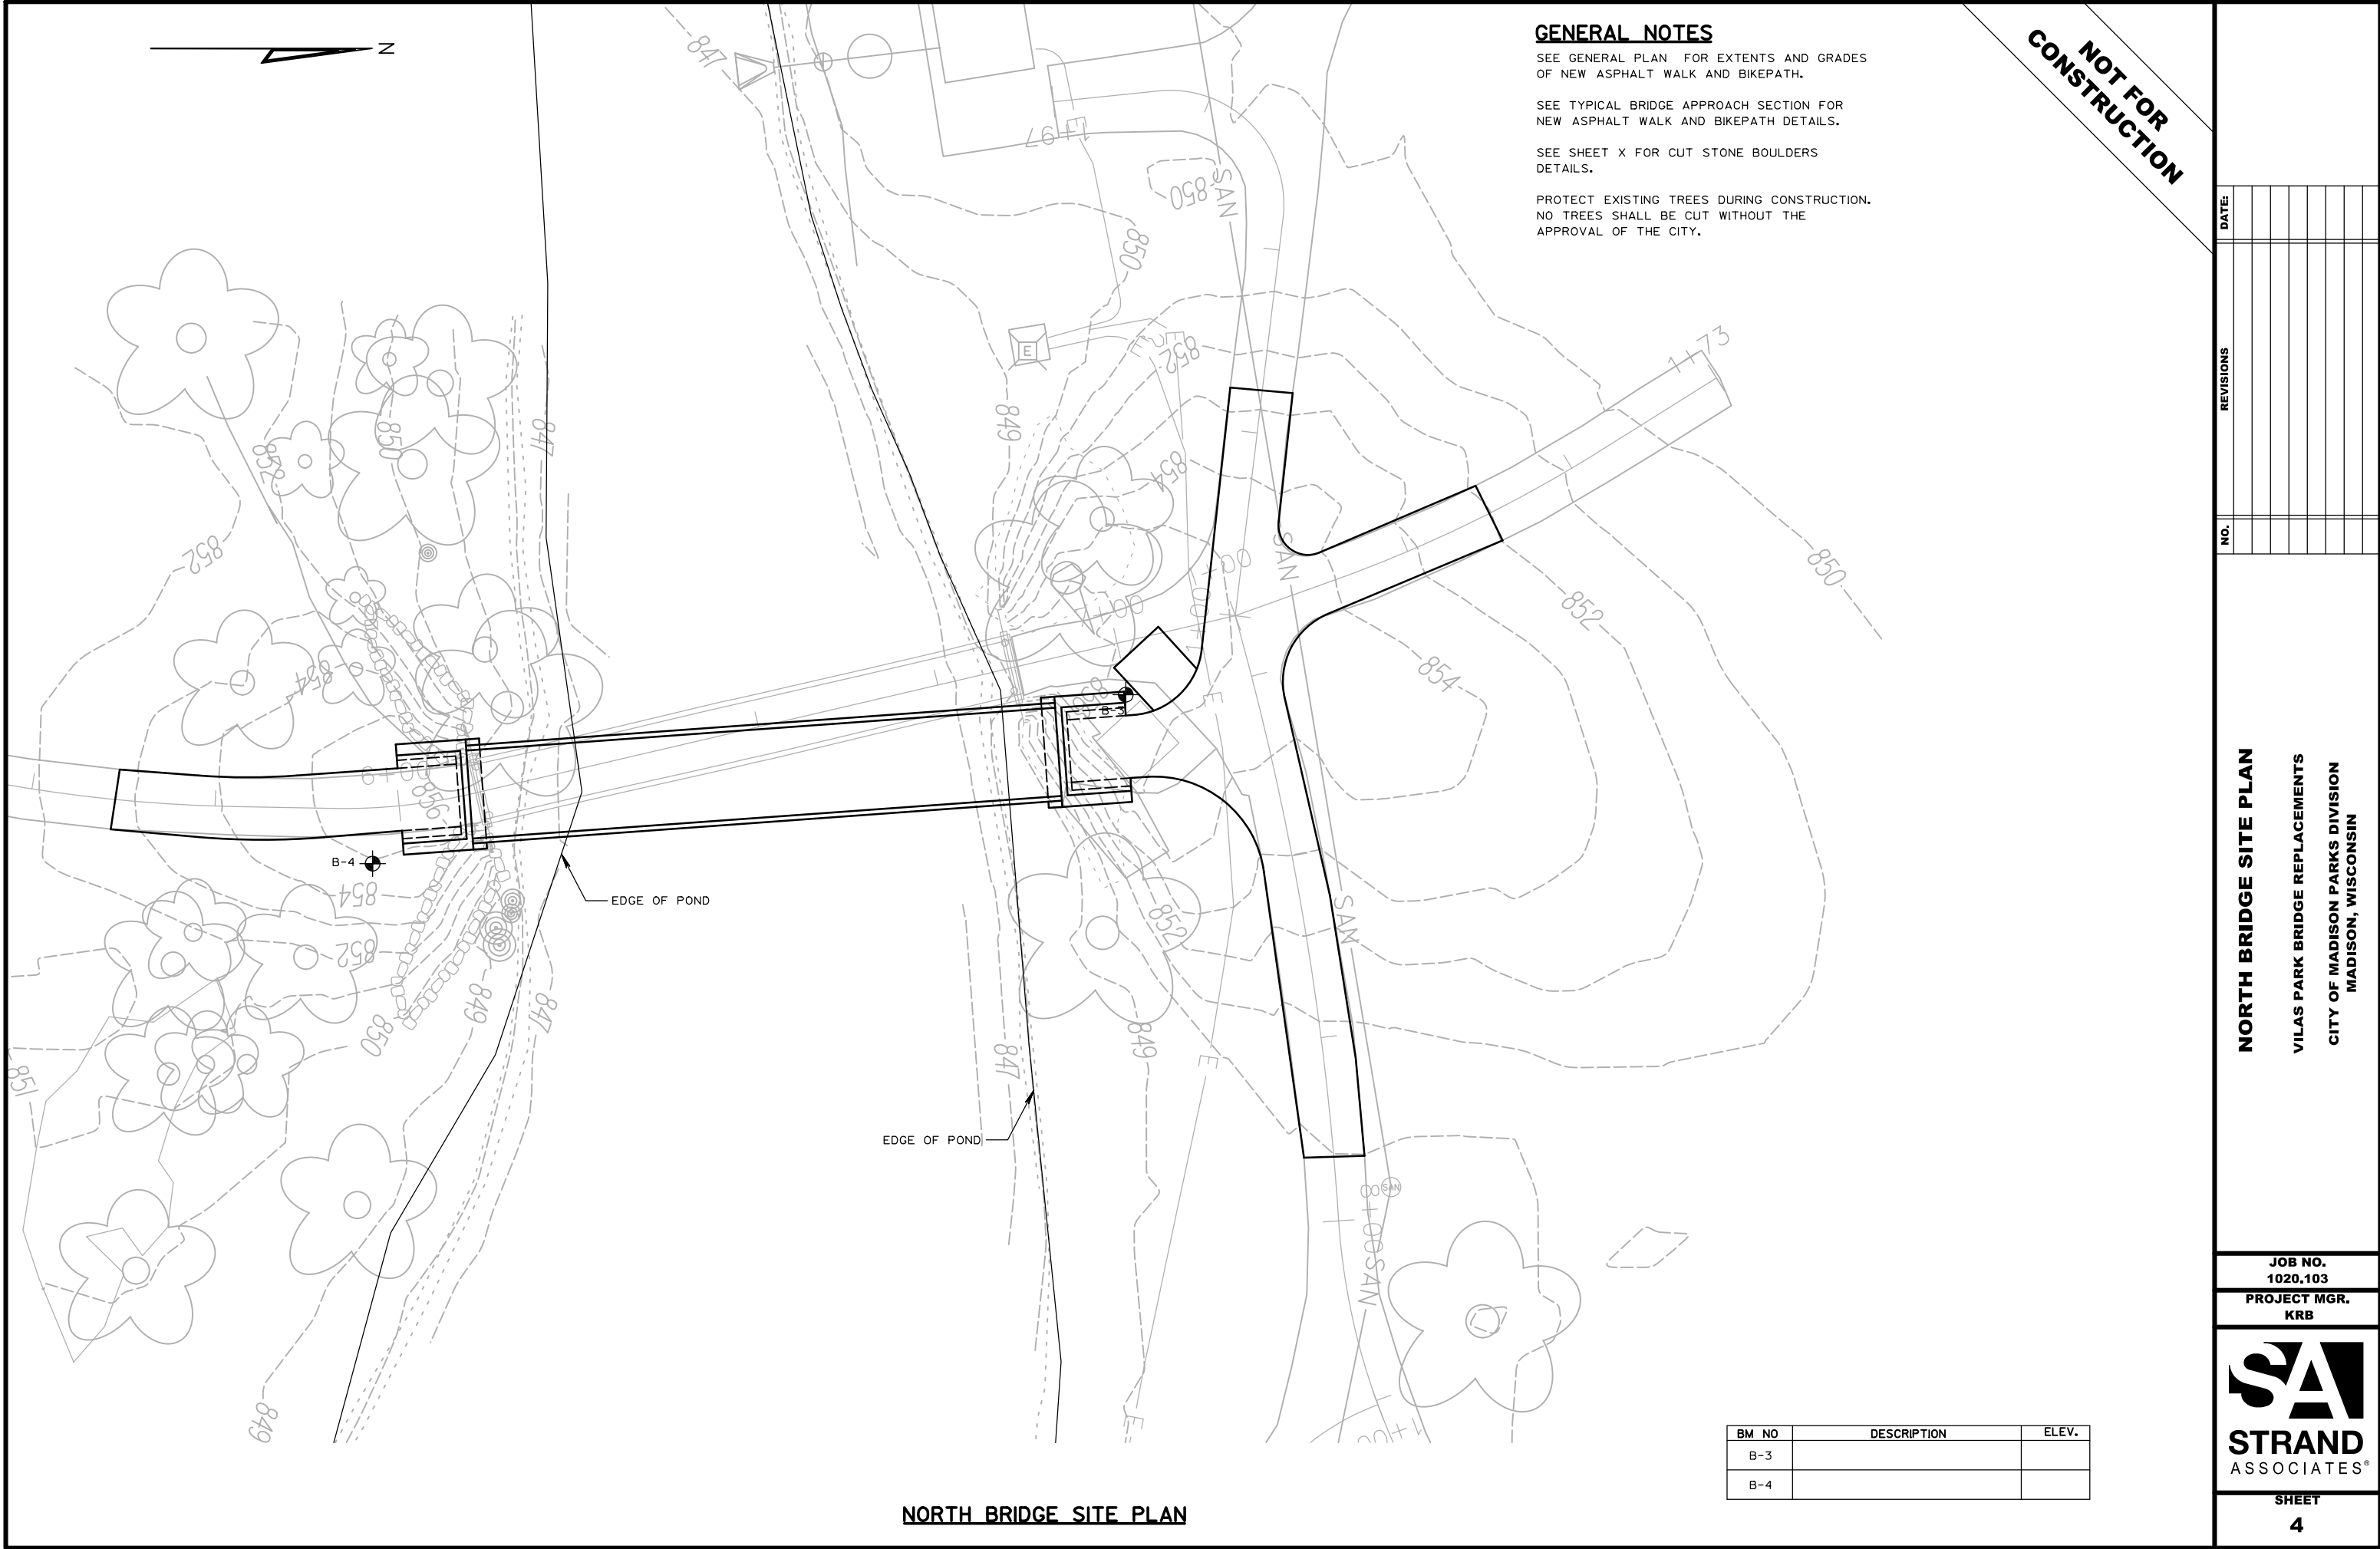 N
GENERAL NOTES
SEE GENERAL PLAN FOR EXTENTS AND GRADES
OF NEW ASPHALT WALK AND BIKEPATH.
SEE TYPICAL BRIDGE APPROACH SECTION FOR
NEW ASPHALT WALK AND BIKEPATH DETAILS.
SEE SHEET X FOR CUT STONE BOULDERS
DETAILS.
PROTECT EXISTING TREES DURING CONSTRUCTION.
NO TREES SHALL BE CUT WITHOUT THE
APPROVAL OF THE CITY.
NOT FOR
CONSTRUCTION
847
850
SAN
850
E
852
849
847
850
852
852
854
SAN
850
852
854
854
B-3
856
B-4
EDGE OF POND
854
852
852
SAN
849
847
850
851
847
849
E
E
EDGE OF POND
SAN
8+00
SAN
849
E
BM NO DESCRIPTION ELEV.
B-3
B-4
NORTH BRIDGE SITE PLAN
DATE:
REVISIONS
NO.
NORTH BRIDGE SITE PLAN
VILAS PARK BRIDGE REPLACEMENTS
CITY OF MADISON PARKS DIVISION
MADISON, WISCONSIN
JOB NO.
1020.103
PROJECT MGR.
KRB
SA
STRAND
ASSOCIATES®
SHEET
4